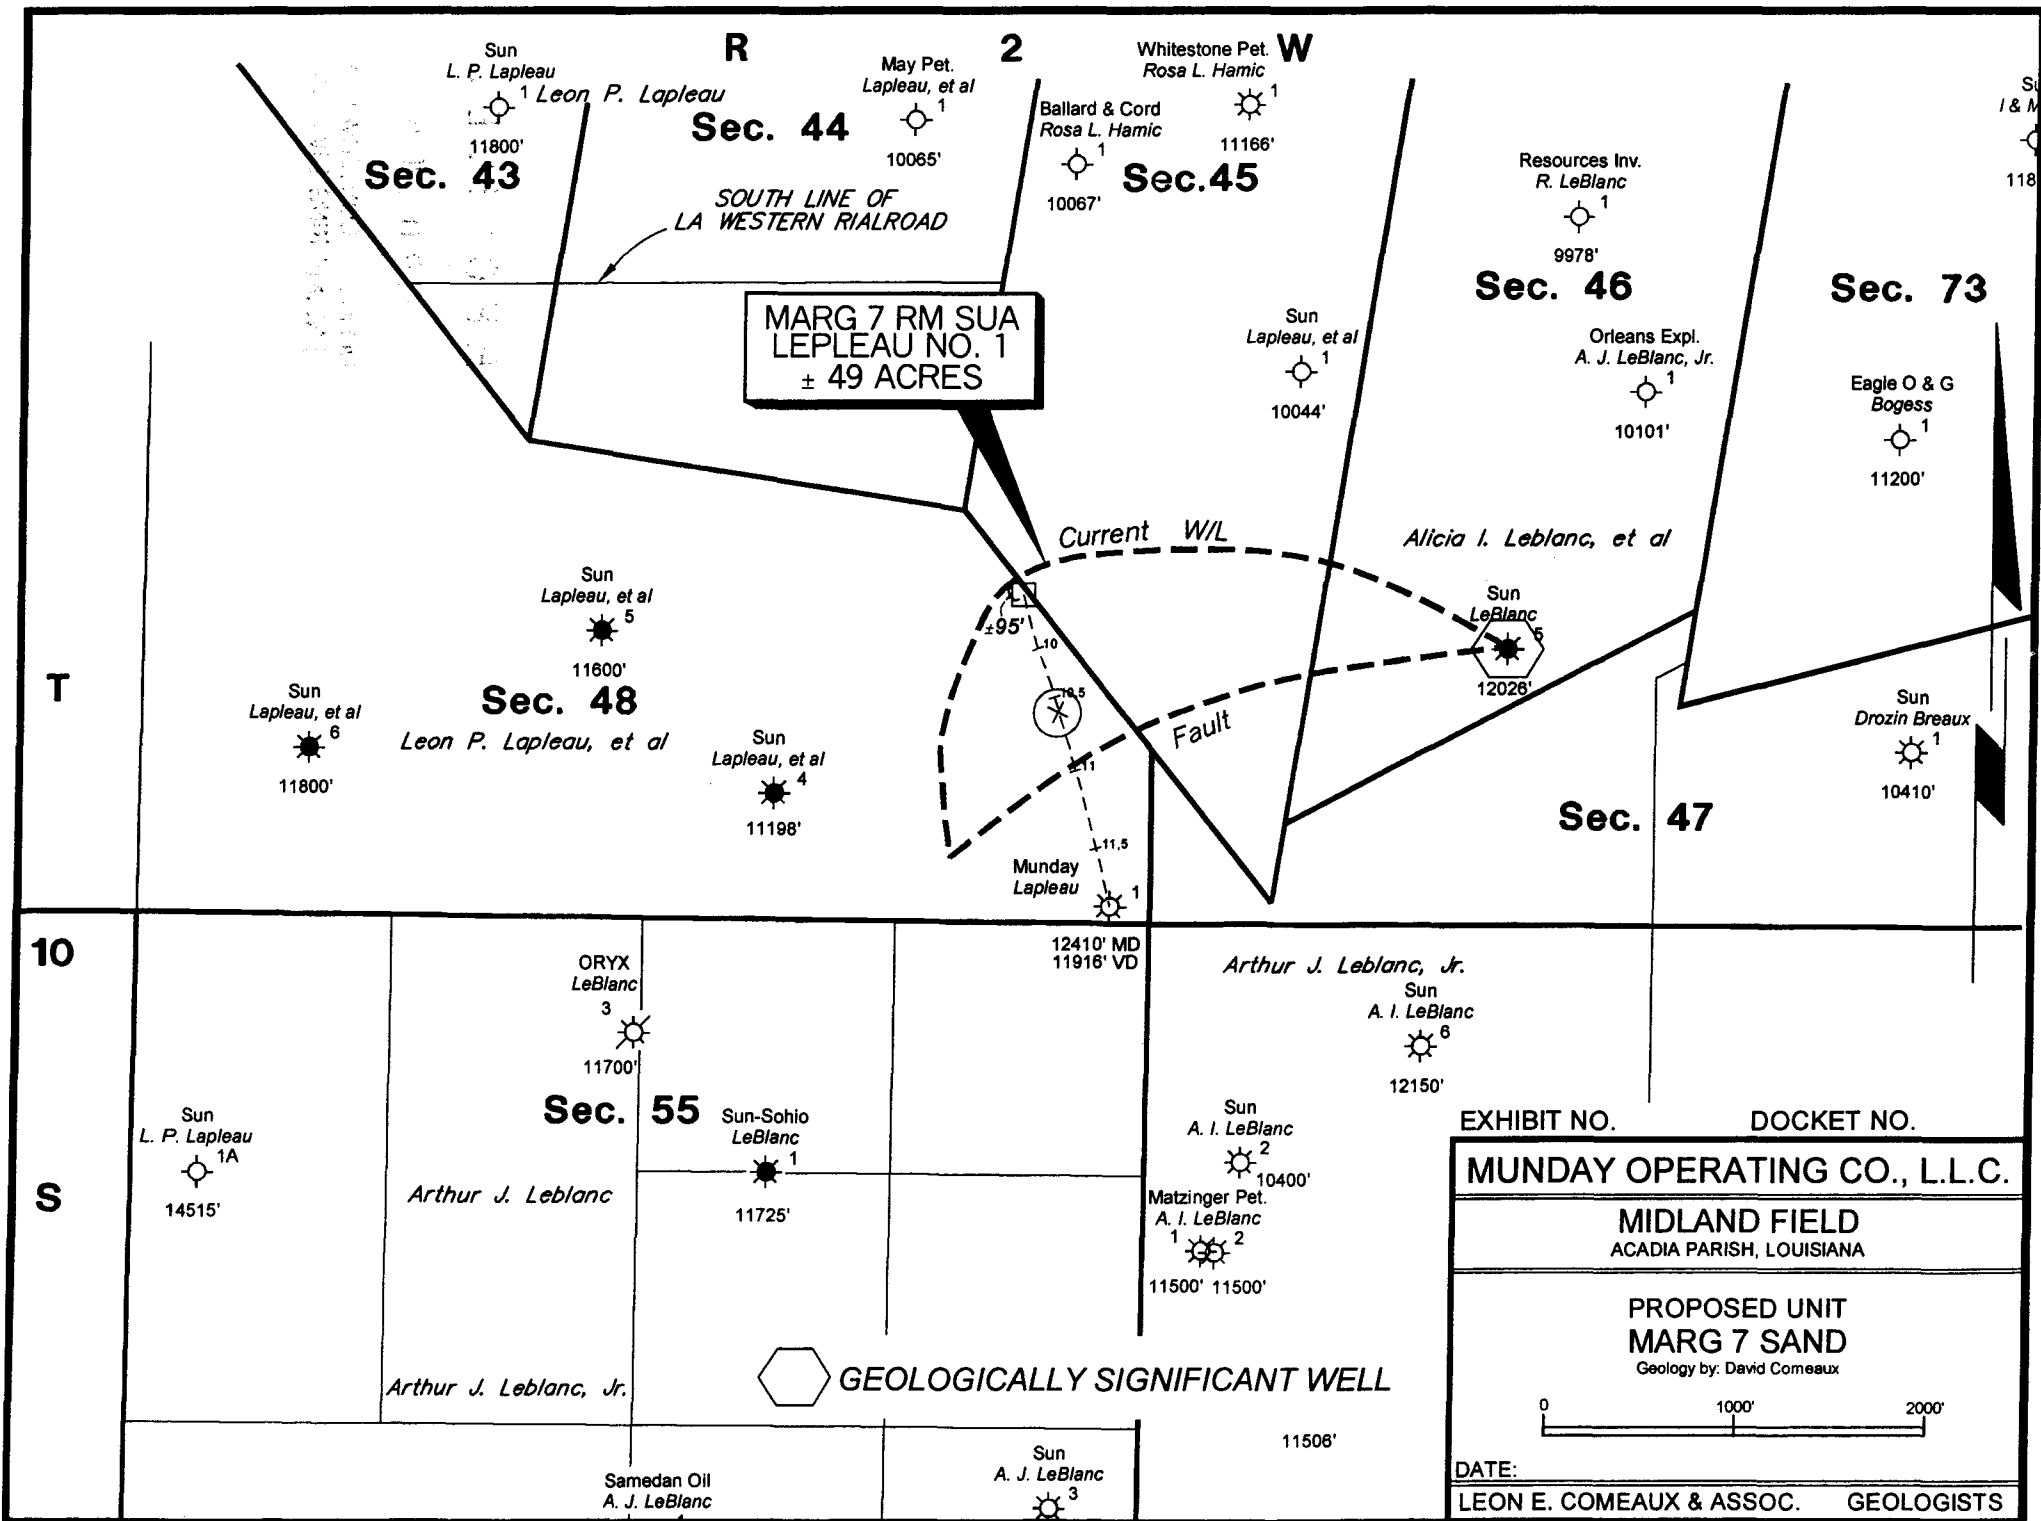 R 2 W
Sun
L. P. Lapleau
1
11800'
Leon P. Lapleau
Sec. 43
Sec. 44
May Pet.
Lapleau, et al
1
10065'
SOUTH LINE OF
LA WESTERN RIALROAD
Ballard & Cord
Rosa L. Hamic
1
10067'
Whitestone Pet.
Rosa L. Hamic
1
11166'
Sec.45
Resources Inv.
R. LeBlanc
1
9978'
Sec. 46
Sec. 73
I & M
118
MARG 7 RM SUA
LEPLEAU NO. 1
± 49 ACRES
Sun
Lapleau, et al
1
10044'
Orleans Expl.
A. J. LeBlanc, Jr.
1
10101'
Eagle O & G
Bogess
1
11200'
Current W/L
Alicia I. Leblanc, et al
Sun
LeBlanc
5
12026'
±95'
10
10,5
11
11,5
Fault
Sun
Lapleau, et al
5
11600'
T
Sec. 48
Leon P. Lapleau, et al
Sun
Lapleau, et al
6
11800'
Sun
Lapleau, et al
4
11198'
Sun
Drozin Breaux
1
10410'
Sec. 47
Munday
Lapleau
1
12410' MD
11916' VD
10
ORYX
LeBlanc
3
11700'
Arthur J. Leblanc, Jr.
Sun
A. I. LeBlanc
6
12150'
Sec. 55
Sun
L. P. Lapleau
1A
14515'
S
Arthur J. Leblanc
Sun-Sohio
LeBlanc
1
11725'
Sun
A. I. LeBlanc
2
10400'
Matzinger Pet.
A. I. LeBlanc
1 2
11500' 11500'
Arthur J. Leblanc, Jr.
GEOLOGICALLY SIGNIFICANT WELL
11506'
Samedan Oil
A. J. LeBlanc
Sun
A. J. LeBlanc
3
EXHIBIT NO. DOCKET NO.
MUNDAY OPERATING CO., L.L.C.
MIDLAND FIELD
ACADIA PARISH, LOUISIANA
PROPOSED UNIT
MARG 7 SAND
Geology by: David Comeaux
0 1000' 2000'
DATE:
LEON E. COMEAUX & ASSOC. GEOLOGISTS